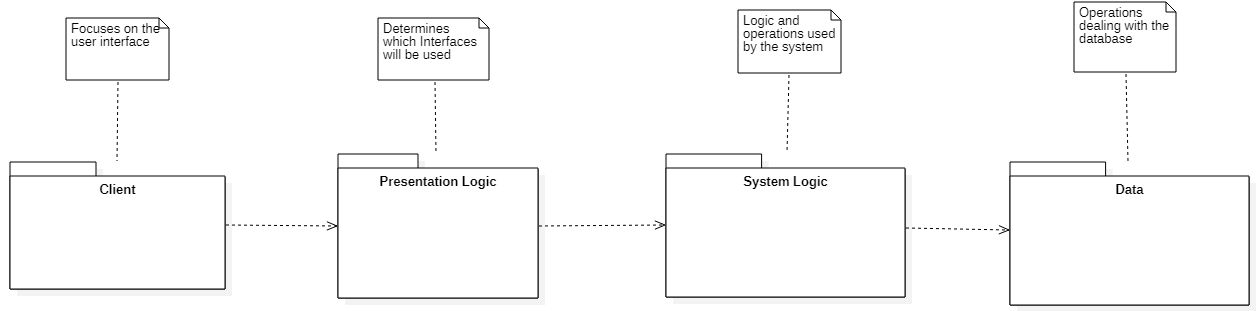 Focuses on the
user interface
Determines
which Interfaces
will be used
Logic and
operations used
by the system
Operations
dealing with the
database
Client
Presentation Logic
System Logic
Data